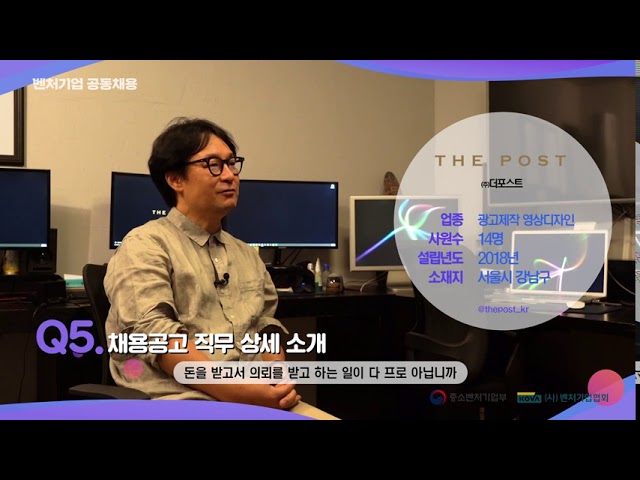 벤처기업 공동채용
THE POST
㈜더포스트
업종 광고제작 영상디자인
사원수 14명
설립년도 2018년
소재지 서울시 강남구
@thepost_kr
Q5. 채용공고 직무 상세 소개
돈을 받고서 의뢰를 받고 하는 일이 다 프로 아닙니까
중소벤처기업부
KOVA (사)벤처기업협회